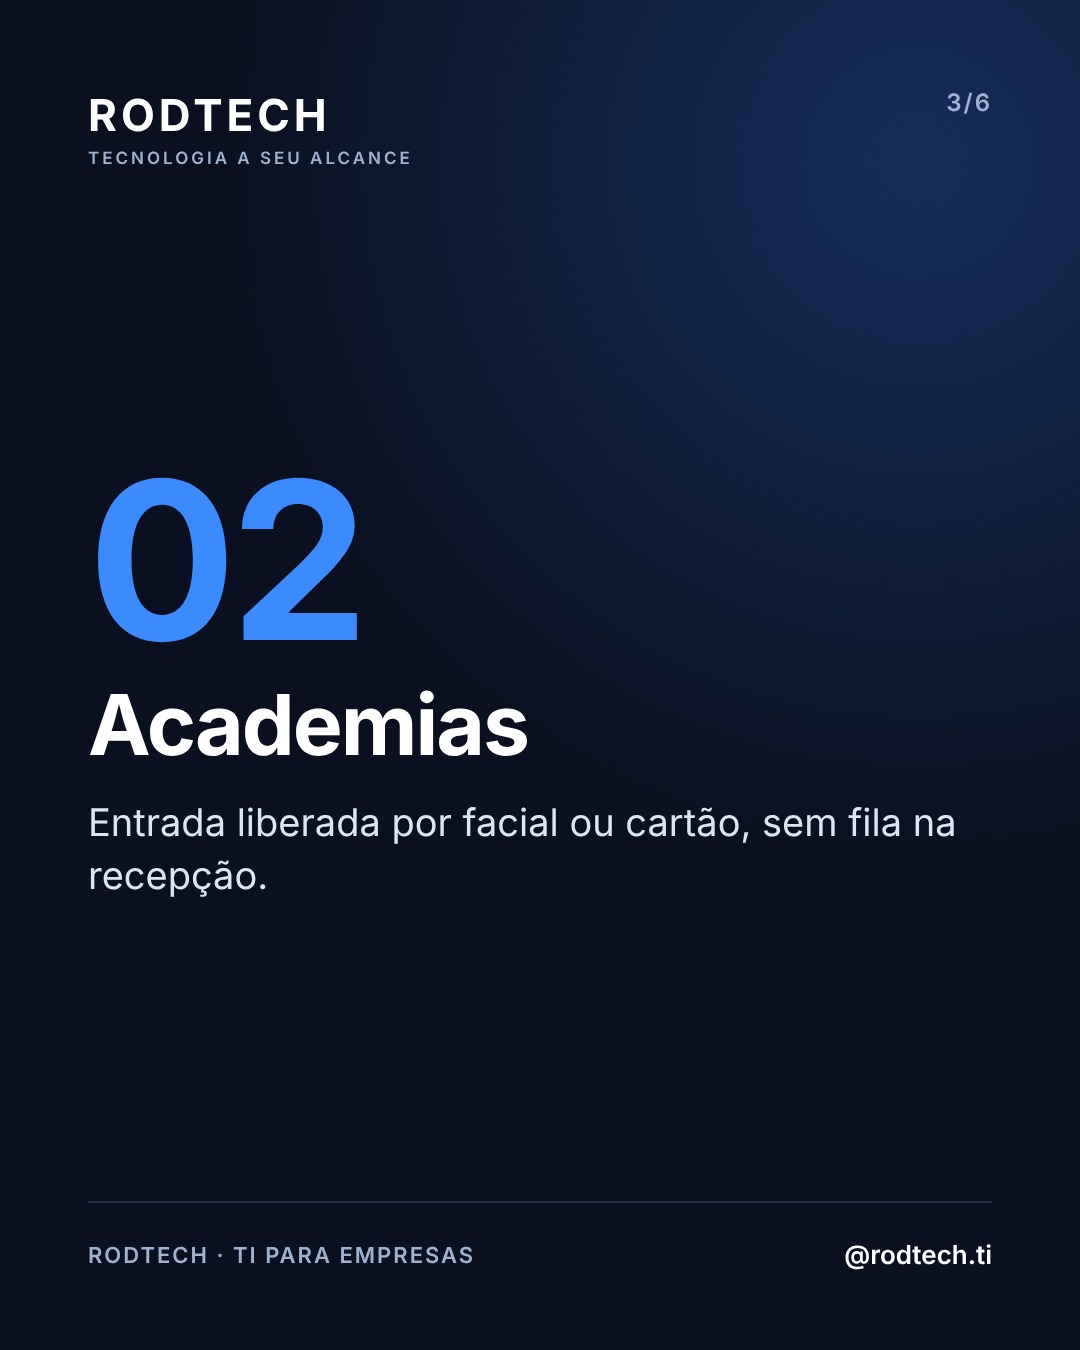 RODTECH
TECNOLOGIA A SEU ALCANCE
3/6
02
Academias
Entrada liberada por facial ou cartão, sem fila na
recepção.
RODTECH · TI PARA EMPRESAS
@rodtech.ti